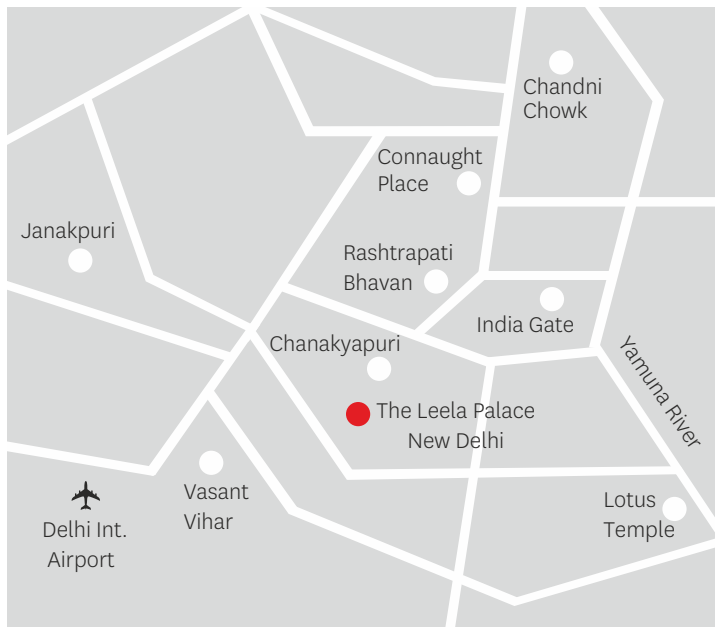 Chandni
Chowk
Connaught
Place
Janakpuri
Rashtrapati
Bhavan
India Gate
Chanakyapuri
Yamuna River
The Leela Palace
New Delhi
Vasant
Vihar
Lotus
Temple
Delhi Int.
Airport